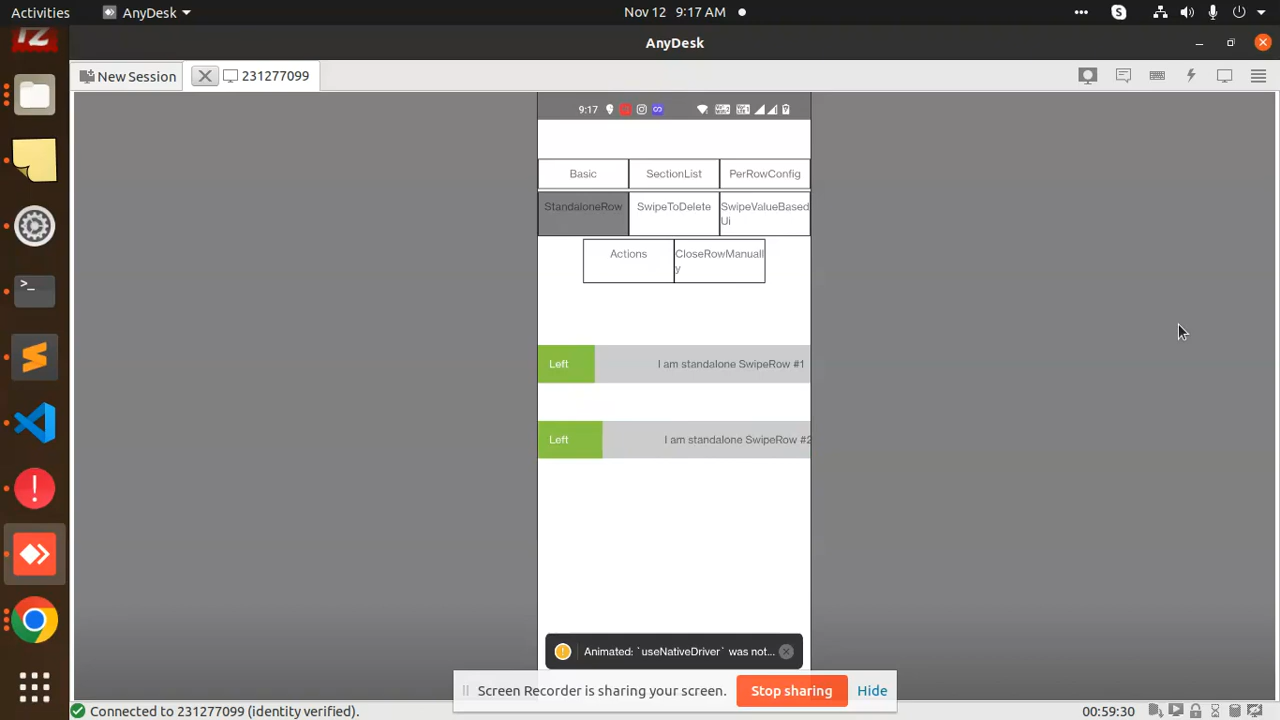 Activities
AnyDesk
Nov 12 9:17 AM
AnyDesk
New Session
231277099
9:17
Basic
SectionList
PerRowConfig
StandaloneRow
SwipeToDelete
SwipeValueBased
Ui
Actions
CloseRowManuall
y
Left
I am standalone SwipeRow #1
Left
I am standalone SwipeRow #2
Animated: `useNativeDriver` was not...
Screen Recorder is sharing your screen.
Stop sharing
Hide
Connected to 231277099 (identity verified).
00:59:30